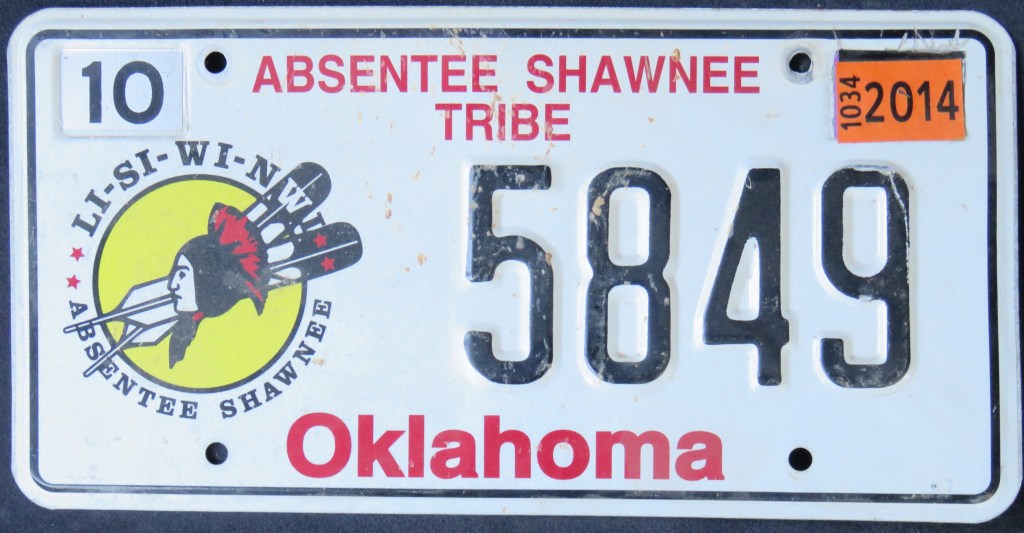 10
ABSENTEE SHAWNEE
TRIBE
1034
2014
LI-SI-WI-NWI
ABSENTEE SHAWNEE
5849
Oklahoma